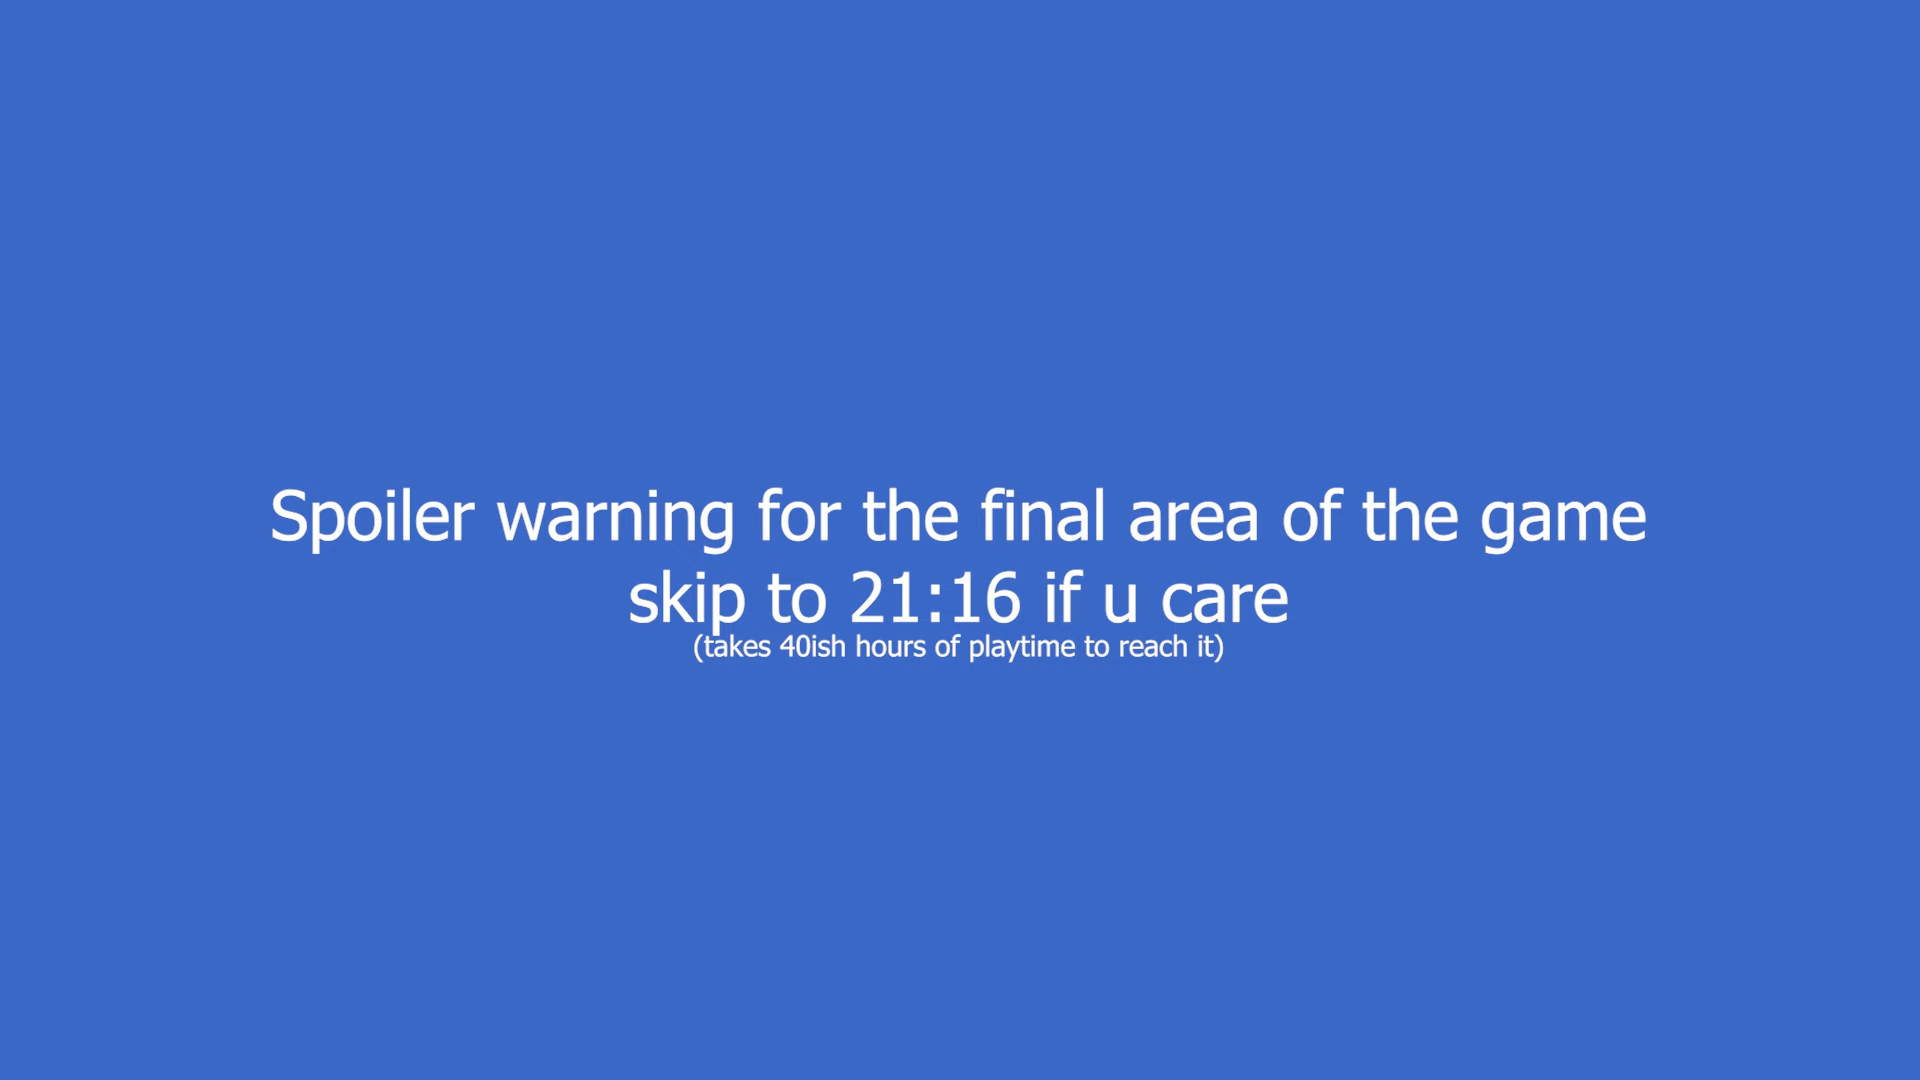 Spoiler warning for the final area of the game
skip to 21:16 if u care
(takes 40ish hours of playtime to reach it)